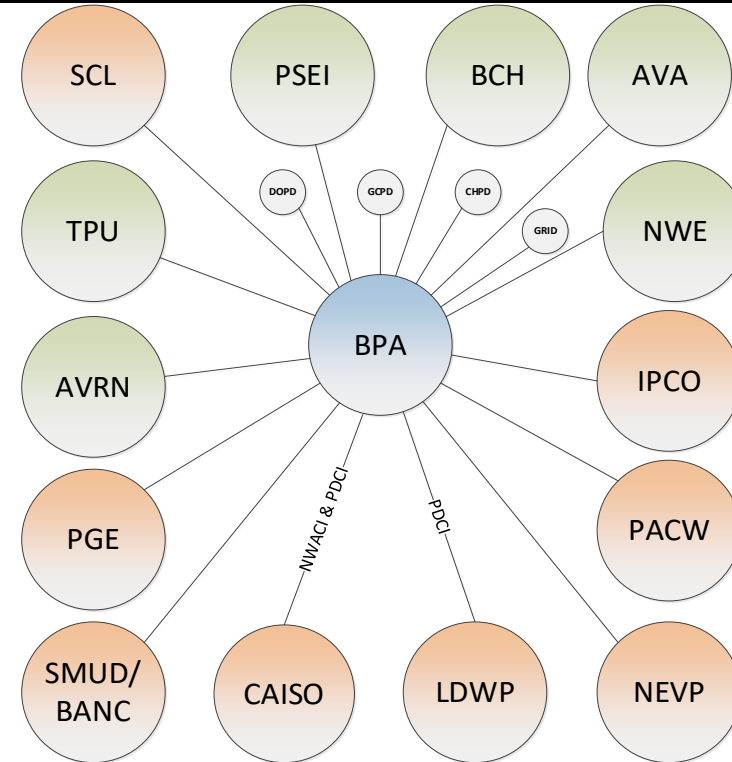 SCL
PSEI
BCH
AVA
DOPD
GCPD
CHPD
GRID
TPU
NWE
BPA
AVRN
IPCO
PGE
NWACI & PDCI
PDCI
PACW
SMUD/
BANC
CAISO
LDWP
NEVP